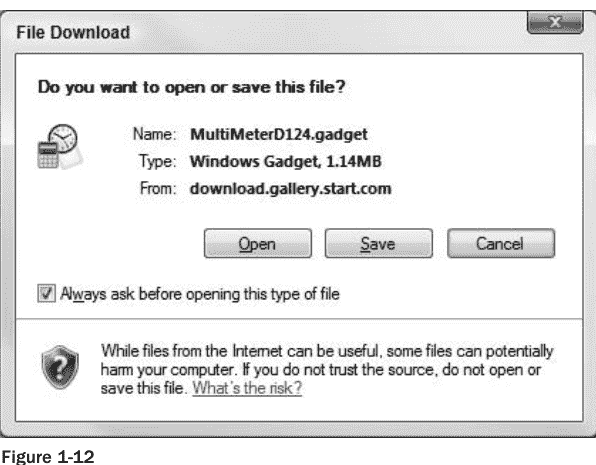 File Download
Do you want to open or save this file?
Name: MultiMeterD124.gadget
Type: Windows Gadget, 1.14MB
From: download.gallery.start.com
Open Save Cancel
Always ask before opening this type of file
While files from the Internet can be useful, some files can potentially
harm your computer. If you do not trust the source, do not open or
save this file. What's the risk?
Figure 1-12